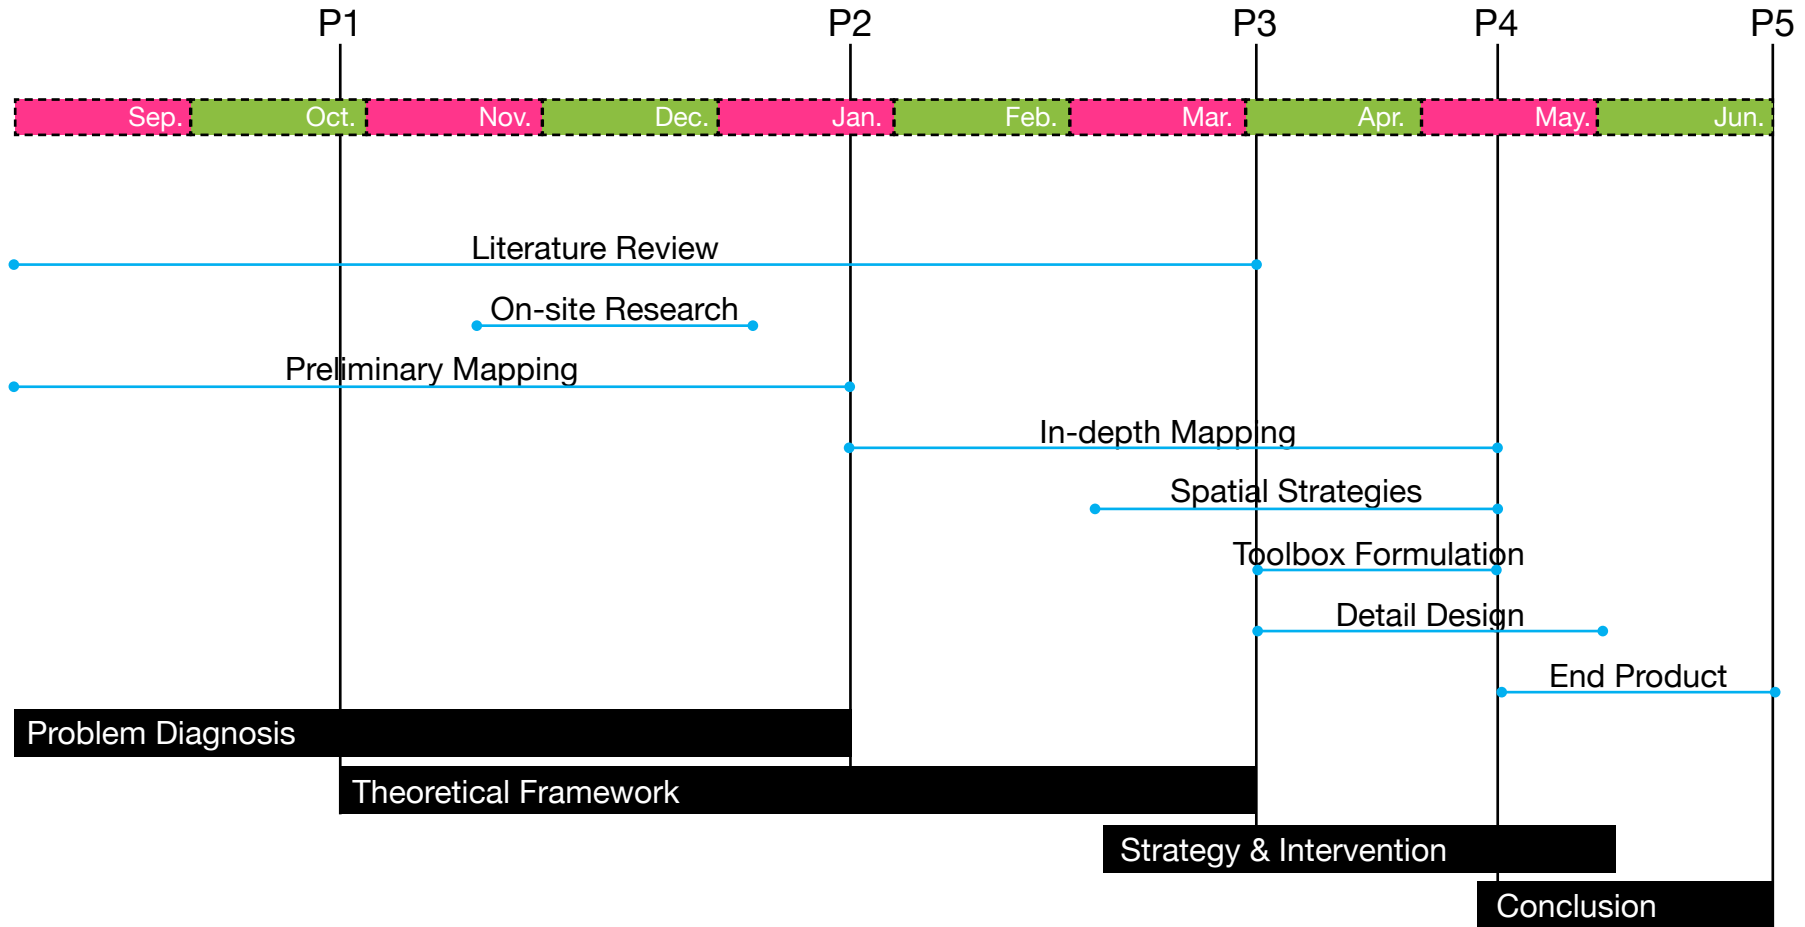 P1 P2 P3 P4 P5
Sep. Oct. Nov. Dec. Jan. Feb. Mar. Apr. May. Jun.
Literature Review
On-site Research
Preliminary Mapping
In-depth Mapping
Spatial Strategies
Toolbox Formulation
Detail Design
End Product
Problem Diagnosis
Theoretical Framework
Strategy & Intervention
Conclusion